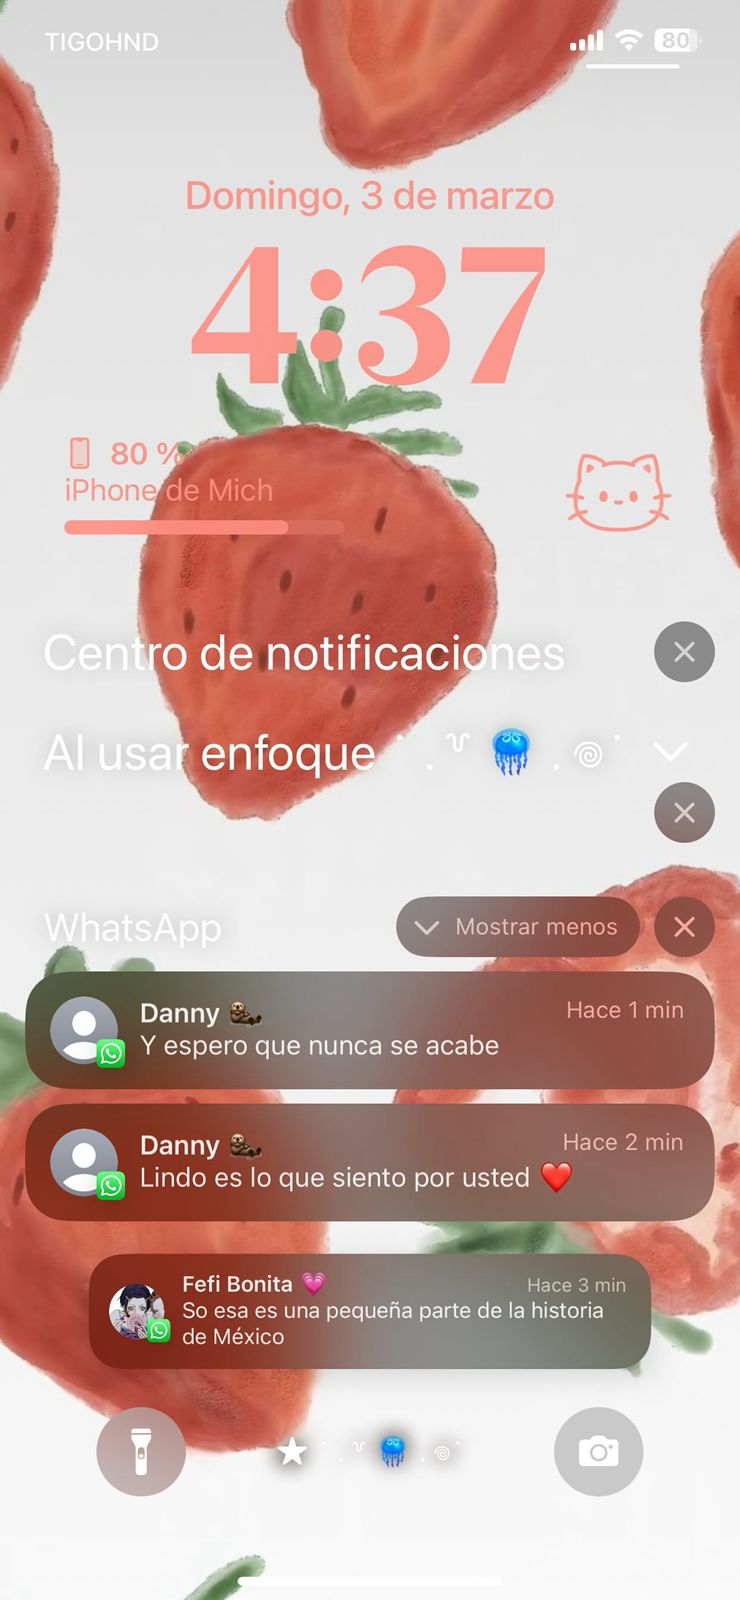 TIGOHND
80
Domingo, 3 de marzo
4:37
80 %
iPhone de Mich
Centro de notificaciones
Al usar enfoque
WhatsApp
Mostrar menos
Danny 🦦
Hace 1 min
Y espero que nunca se acabe
Danny 🦦
Hace 2 min
Lindo es lo que siento por usted ❤️
Fefi Bonita 💗
Hace 3 min
So esa es una pequeña parte de la historia
de México